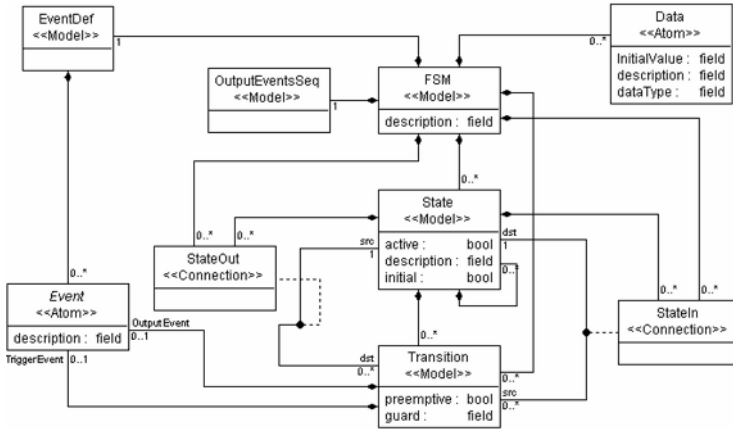 EventDef
<<Model>>
1
Data
<<Atom>>
0..*
InitialValue : field
description : field
dataType : field
OutputEventsSeq
<<Model>>
1
FSM
<<Model>>
description : field
0..*
State
<<Model>>
active : bool
description : field
initial : bool
0..*
src
1
dst
1
0..*
0..*
StateOut
<<Connection>>
0..*
0..*
StateIn
<<Connection>>
0..*
Event
<<Atom>>
description : field
OutputEvent
0..1
TriggerEvent
0..1
0..*
dst
0..*
Transition
<<Model>>
preemptive : bool
guard : field
0..*
src
0..*